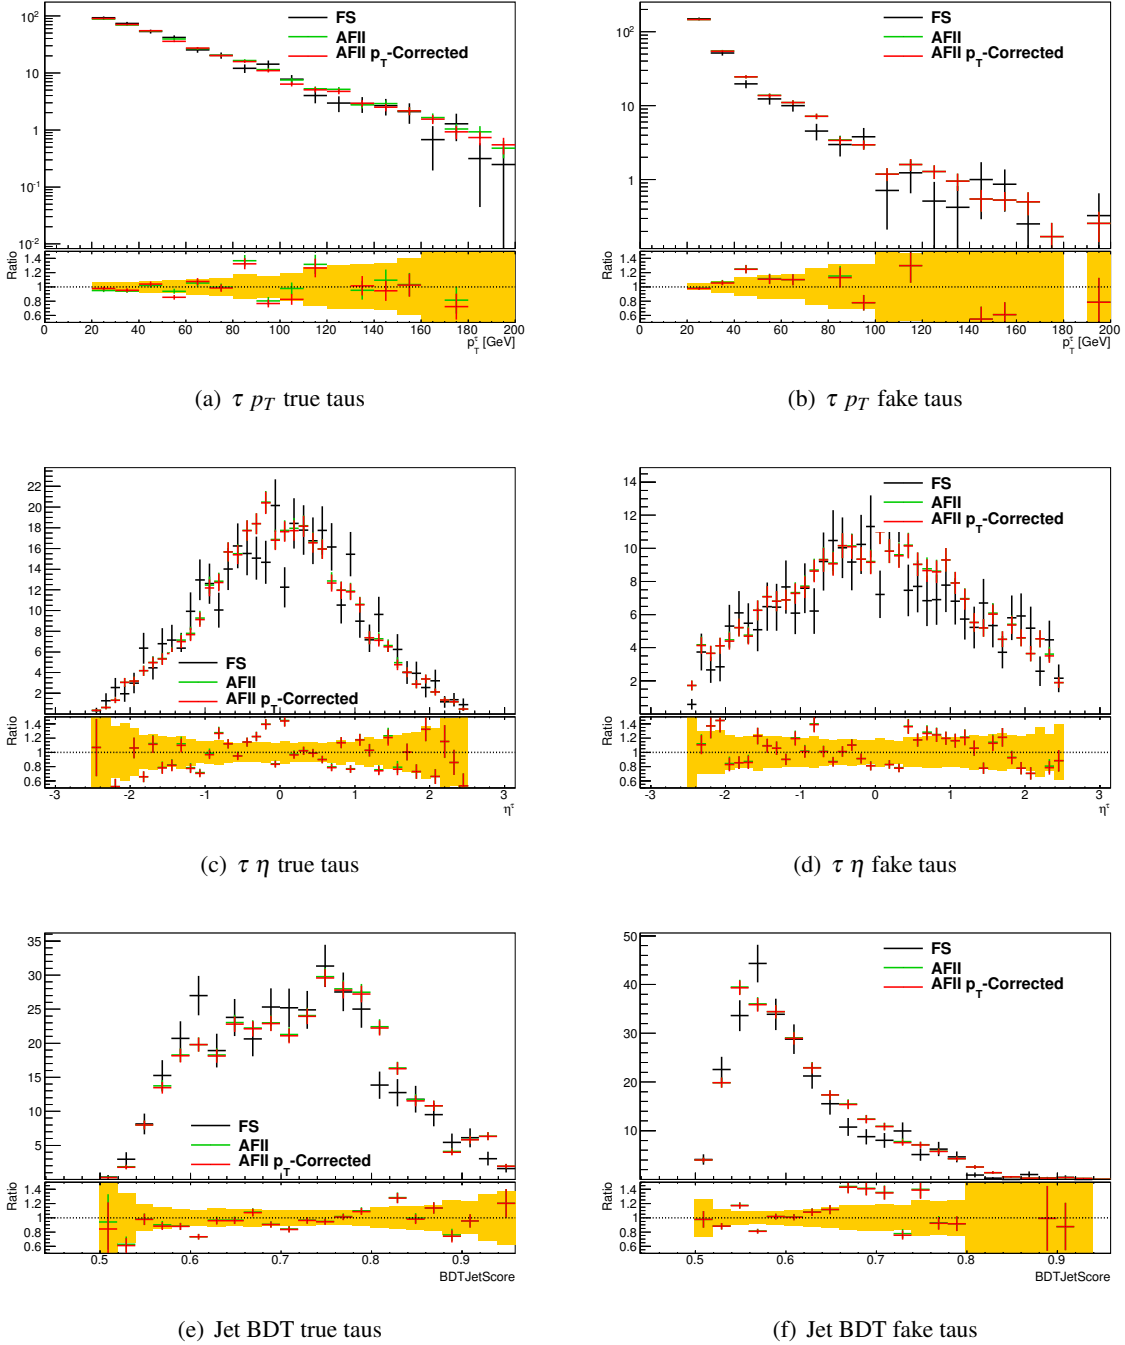 10²
10
1
10⁻¹
10⁻²
FS
AFII
AFII p_T-Corrected
Ratio
1.4
1.2
1
0.8
0.6
0 20 40 60 80 100 120 140 160 180 200
p_T^τ [GeV]
(a) τ p_T true taus
10²
10
1
FS
AFII
AFII p_T-Corrected
Ratio
1.4
1.2
1
0.8
0.6
0 20 40 60 80 100 120 140 160 180 200
p_T^τ [GeV]
(b) τ p_T fake taus
22
20
18
16
14
12
10
8
6
4
2
FS
AFII
AFII p_T-Corrected
Ratio
1.4
1.2
1
0.8
0.6
-3 -2 -1 0 1 2 3
η^τ
(c) τ η true taus
14
12
10
8
6
4
2
FS
AFII
AFII p_T-Corrected
Ratio
1.4
1.2
1
0.8
0.6
-3 -2 -1 0 1 2 3
η^τ
(d) τ η fake taus
35
30
25
20
15
10
5
FS
AFII
AFII p_T-Corrected
Ratio
1.4
1.2
1
0.8
0.6
0.5 0.6 0.7 0.8 0.9
BDTJetScore
(e) Jet BDT true taus
50
40
30
20
10
FS
AFII
AFII p_T-Corrected
Ratio
1.4
1.2
1
0.8
0.6
0.5 0.6 0.7 0.8 0.9
BDTJetScore
(f) Jet BDT fake taus